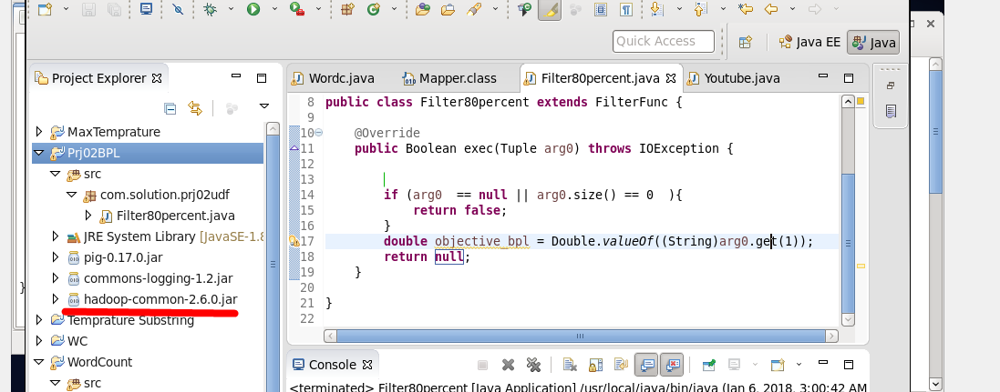 Quick Access
Java EE
Java
Project Explorer
Wordc.java
Mapper.class
Filter80percent.java
Youtube.java
MaxTemprature
Prj02BPL
src
com.solution.prj02udf
Filter80percent.java
JRE System Library [JavaSE-1.8
pig-0.17.0.jar
commons-logging-1.2.jar
hadoop-common-2.6.0.jar
Temprature Substring
WC
WordCount
src
8 public class Filter80percent extends FilterFunc {
9
10 @Override
11 public Boolean exec(Tuple arg0) throws IOException {
12
13
14 if (arg0  == null || arg0.size() == 0  ){
15 return false;
16 }
17 double objective_bpl = Double.valueOf((String)arg0.get(1));
18 return null;
19 }
20
21 }
22
}
Console
<terminated> Filter80percent [Java Application] /usr/local/java/bin/java (Jan 6, 2018, 3:00:42 AM